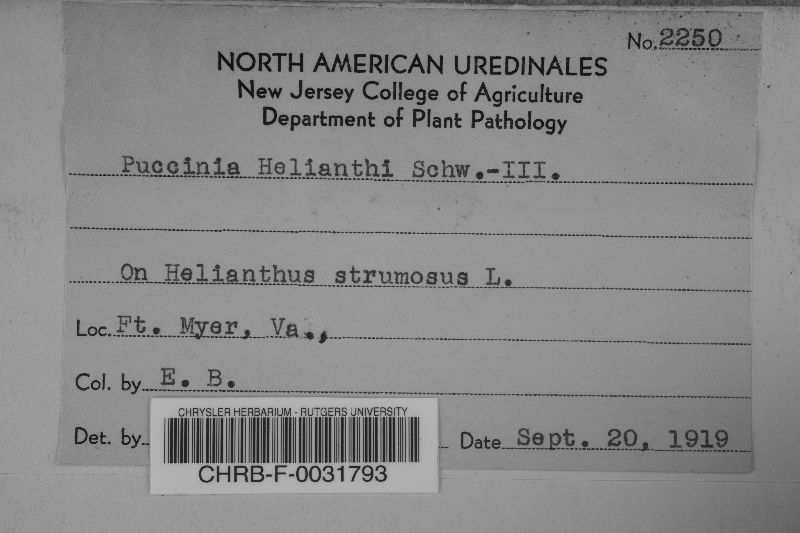 No. 2250
NORTH AMERICAN UREDINALES
New Jersey College of Agriculture
Department of Plant Pathology
Puccinia Helianthi Schw.-III.
On Helianthus strumosus L.
Loc. Ft. Myer, Va.,
Col. by E. B.
Det. by Date Sept. 20, 1919
CHRYSLER HERBARIUM - RUTGERS UNIVERSITY
CHRB-F-0031793